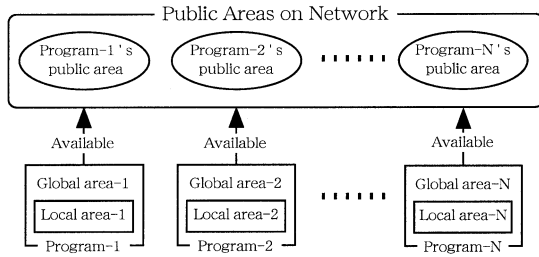 Public Areas on Network
Program-1's
public area
Program-2's
public area
Program-N's
public area
Available
Available
Available
Global area-1
Local area-1
Program-1
Global area-2
Local area-2
Program-2
Global area-N
Local area-N
Program-N